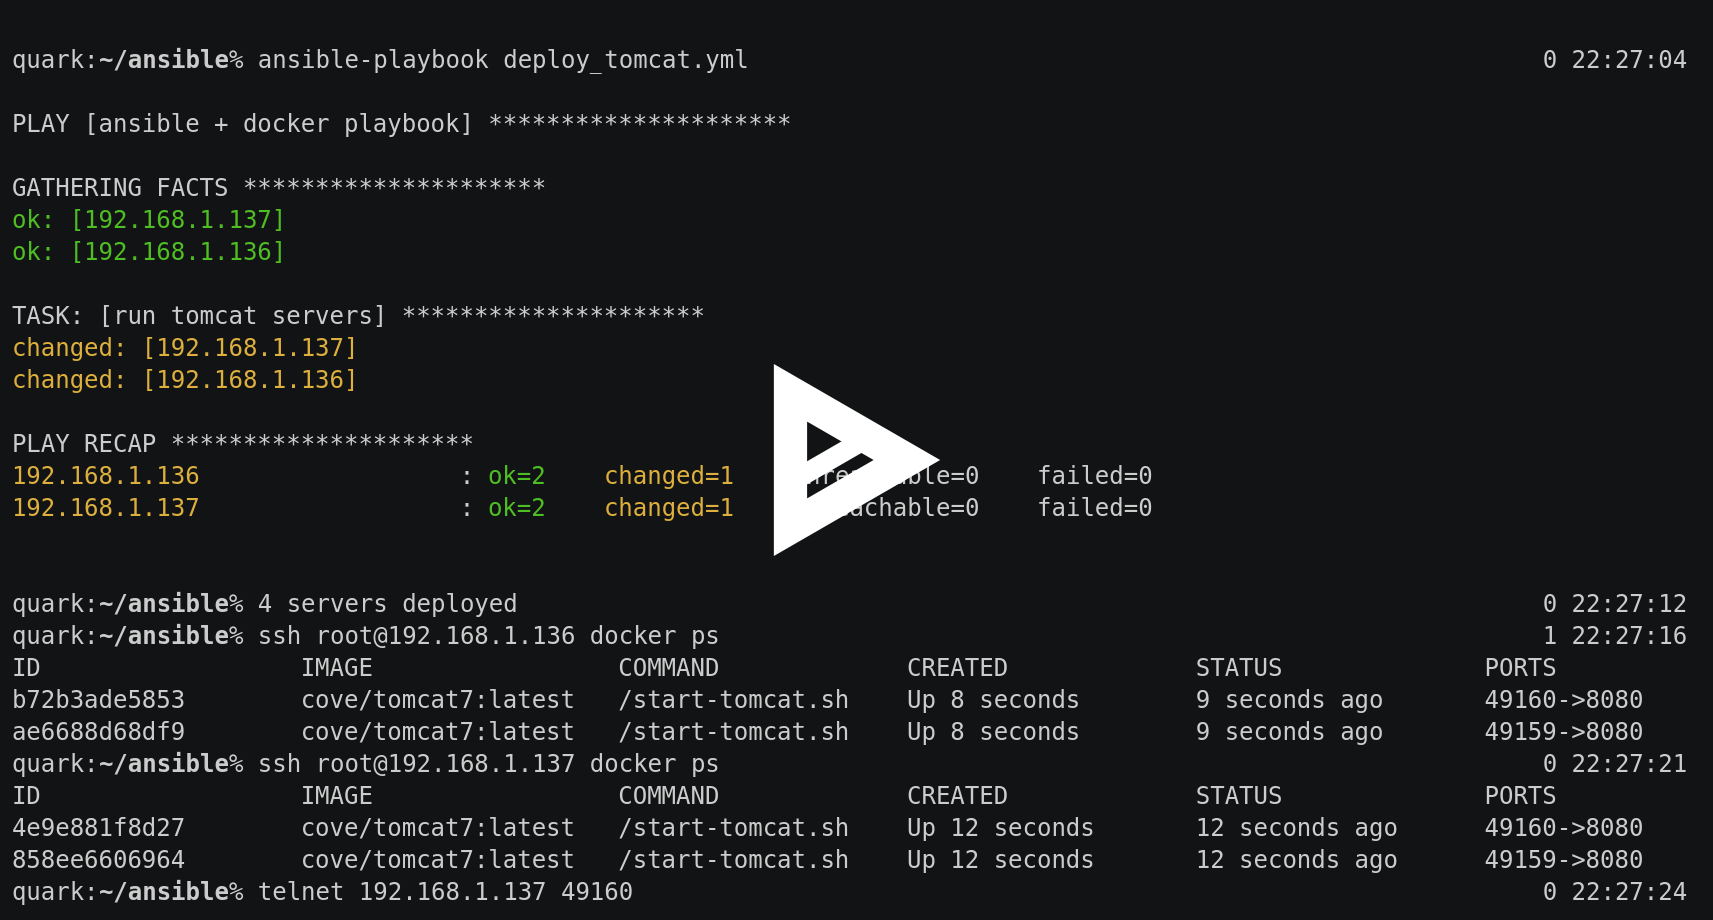 quark:~/ansible% ansible-playbook deploy_tomcat.yml 0 22:27:04
PLAY [ansible + docker playbook] *********************
GATHERING FACTS *********************
ok: [192.168.1.137]
ok: [192.168.1.136]
TASK: [run tomcat servers] *********************
changed: [192.168.1.137]
changed: [192.168.1.136]
PLAY RECAP *********************
192.168.1.136 : ok=2 changed=1 failed=0
192.168.1.137 : ok=2 changed=1 failed=0
quark:~/ansible% 4 servers deployed 0 22:27:12
quark:~/ansible% ssh root@192.168.1.136 docker ps 1 22:27:16
ID IMAGE COMMAND CREATED STATUS PORTS
b72b3ade5853 cove/tomcat7:latest /start-tomcat.sh Up 8 seconds 9 seconds ago 49160->8080
ae6688d68df9 cove/tomcat7:latest /start-tomcat.sh Up 8 seconds 9 seconds ago 49159->8080
quark:~/ansible% ssh root@192.168.1.137 docker ps 0 22:27:21
ID IMAGE COMMAND CREATED STATUS PORTS
4e9e881f8d27 cove/tomcat7:latest /start-tomcat.sh Up 12 seconds 12 seconds ago 49160->8080
858ee6606964 cove/tomcat7:latest /start-tomcat.sh Up 12 seconds 12 seconds ago 49159->8080
quark:~/ansible% telnet 192.168.1.137 49160 0 22:27:24